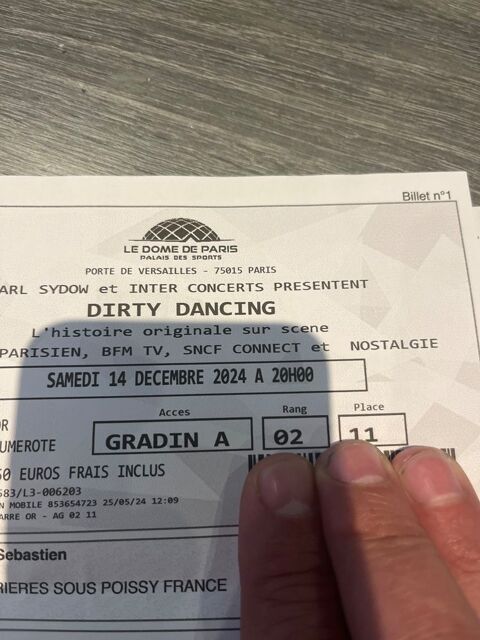 Billet n°1
LE DOME DE PARIS
PALAIS DES SPORTS
PORTE DE VERSAILLES - 75015 PARIS
ARL SYDOW et INTER CONCERTS PRESENTENT
DIRTY DANCING
L'histoire originale sur scene
PARISIEN, BFM TV, SNCF CONNECT et NOSTALGIE
SAMEDI 14 DECEMBRE 2024 A 20H00
Acces Rang Place
OR
UMEROTE GRADIN A 02 11
0 EUROS FRAIS INCLUS
583/L3-006203
N MOBILE 853654723 25/05/24 12:09
ARRE OR - AG 02 11
Sebastien
RIERES SOUS POISSY FRANCE